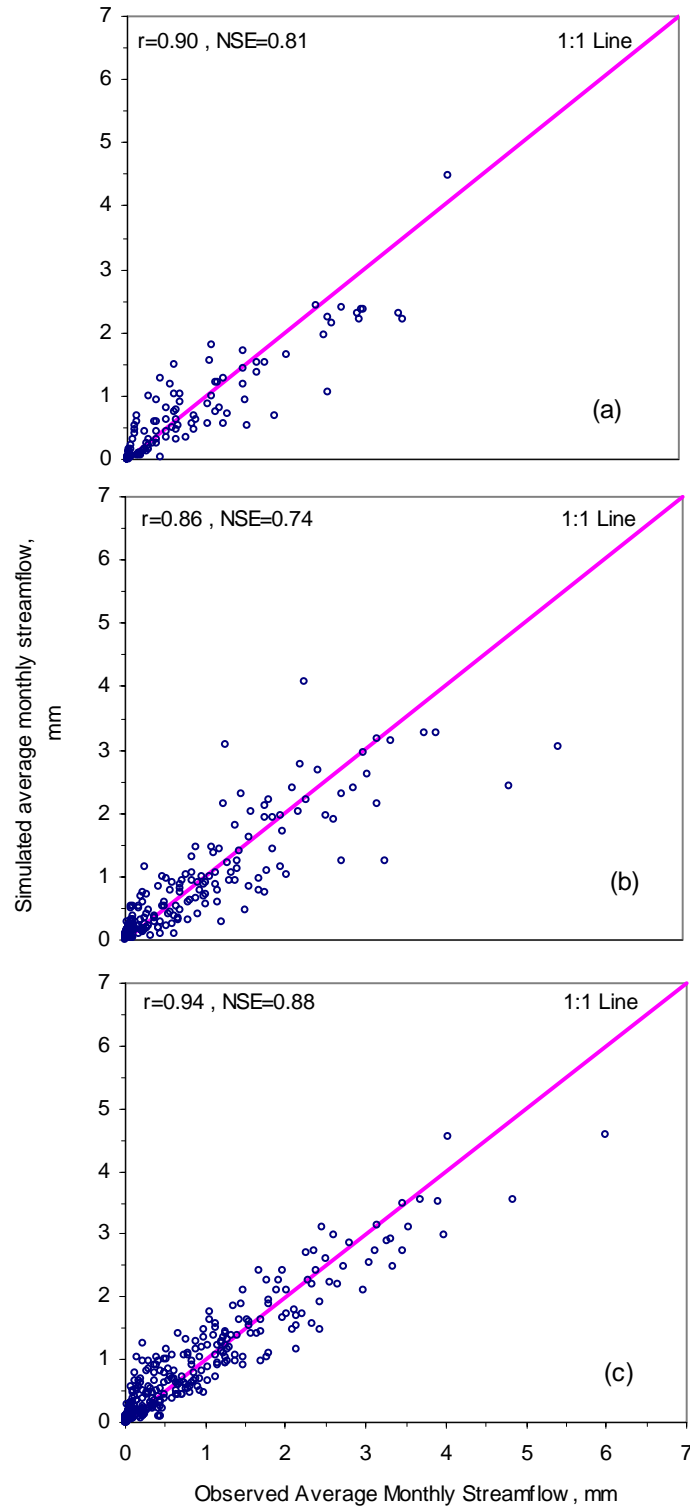 7
r=0.90 , NSE=0.81 1:1 Line
6
5
4
3
2
1
(a)
0
7
r=0.86 , NSE=0.74 1:1 Line
6
5
4
3
2
1
(b)
0
Simulated average monthly streamflow,
mm
7
r=0.94 , NSE=0.88 1:1 Line
6
5
4
3
2
1
(c)
0
0 1 2 3 4 5 6 7
Observed Average Monthly Streamflow , mm